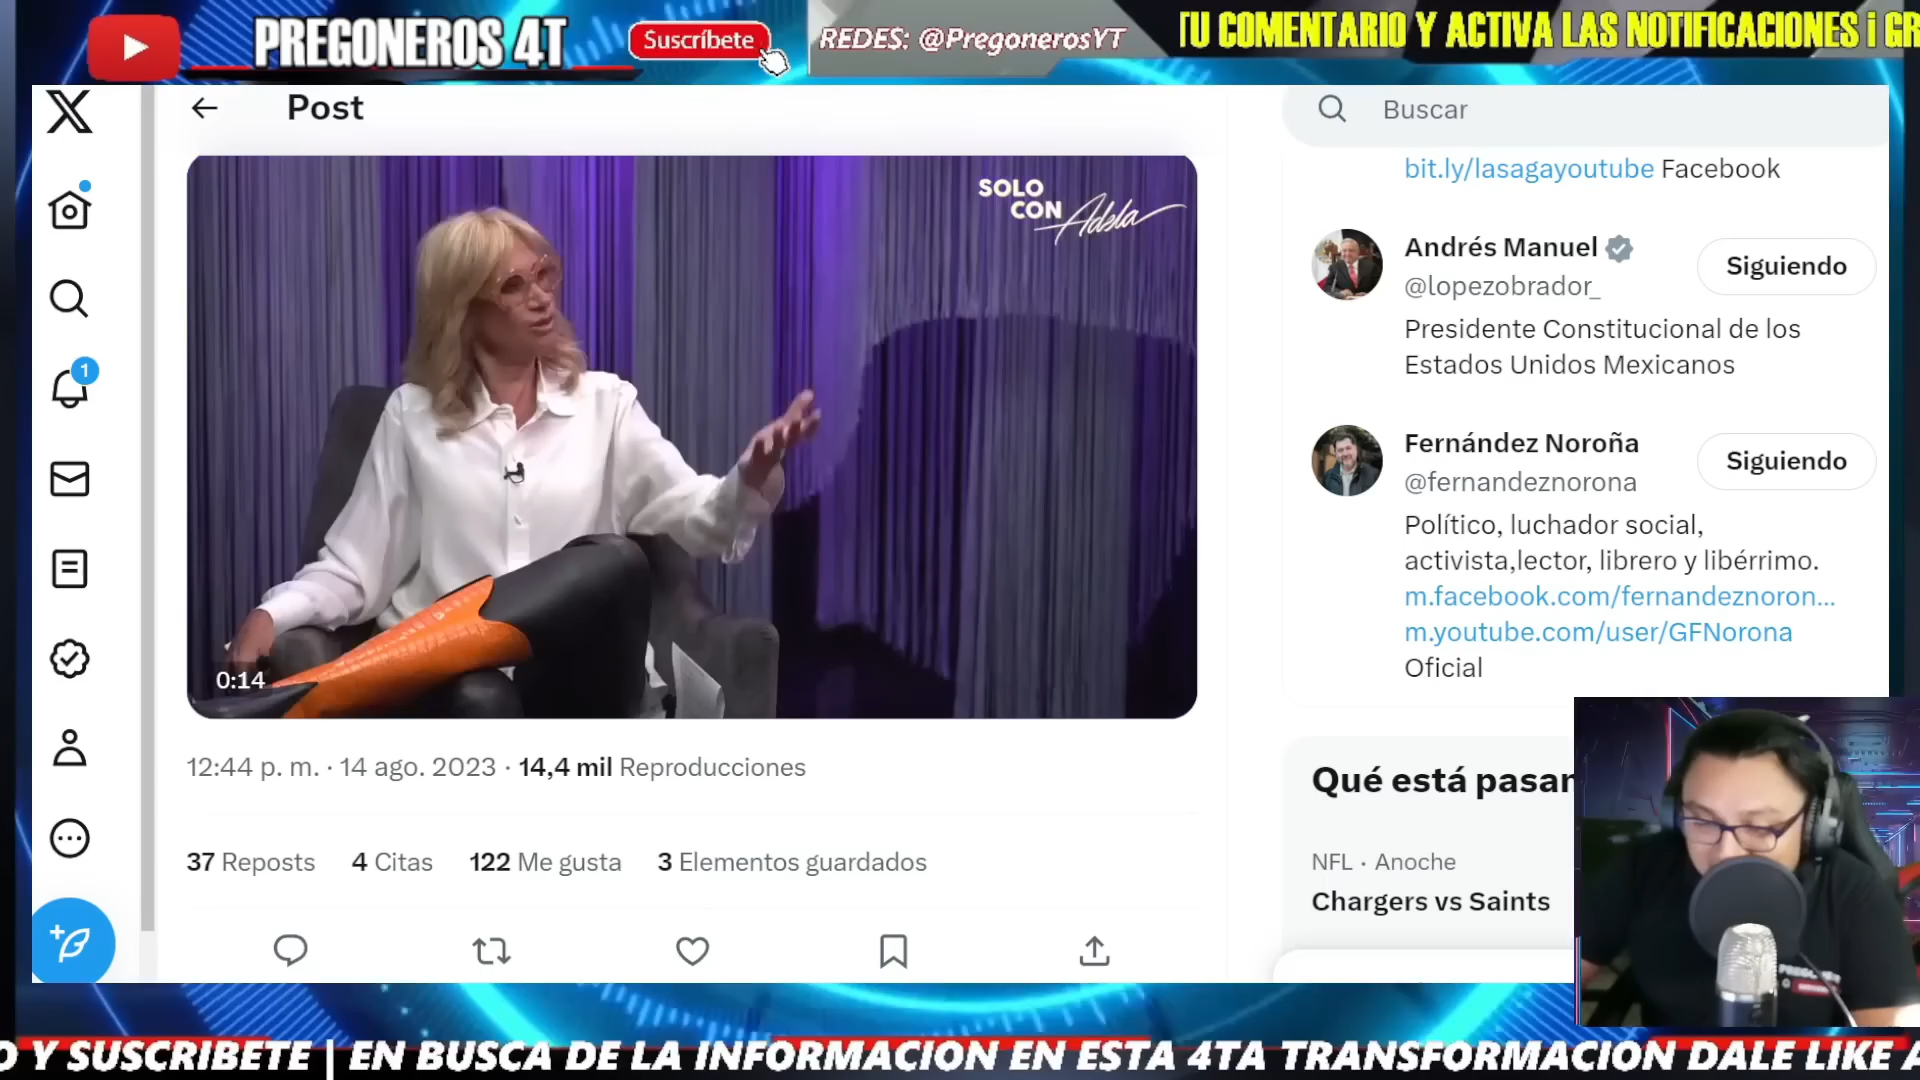 PREGONEROS 4T
Suscríbete
REDES: @PregonerosYT
TU COMENTARIO Y ACTIVA LAS NOTIFICACIONES ¡ GR
Post
SOLO
CON Adela
0:14
12:44 p. m. · 14 ago. 2023 · 14,4 mil Reproducciones
37 Reposts 4 Citas 122 Me gusta 3 Elementos guardados
1
Buscar
bit.ly/lasagayoutube Facebook
Andrés Manuel
@lopezobrador_
Siguiendo
Presidente Constitucional de los
Estados Unidos Mexicanos
Fernández Noroña
@fernandeznorona
Siguiendo
Político, luchador social,
activista,lector, librero y libérrimo.
m.facebook.com/fernandeznoron...
m.youtube.com/user/GFNorona
Oficial
Qué está pasan
NFL · Anoche
Chargers vs Saints
O Y SUSCRIBETE | EN BUSCA DE LA INFORMACION EN ESTA 4TA TRANSFORMACION DALE LIKE A